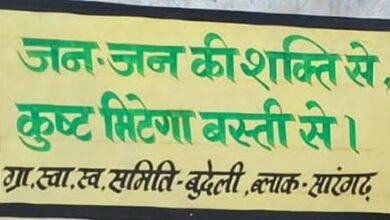 जन-जन की शक्ति से,
कुष्ट मिटेगा बस्ती से।
ग्रा.स्वा.स्व. समिति-बुदेली, ब्लाक-सारंगढ़